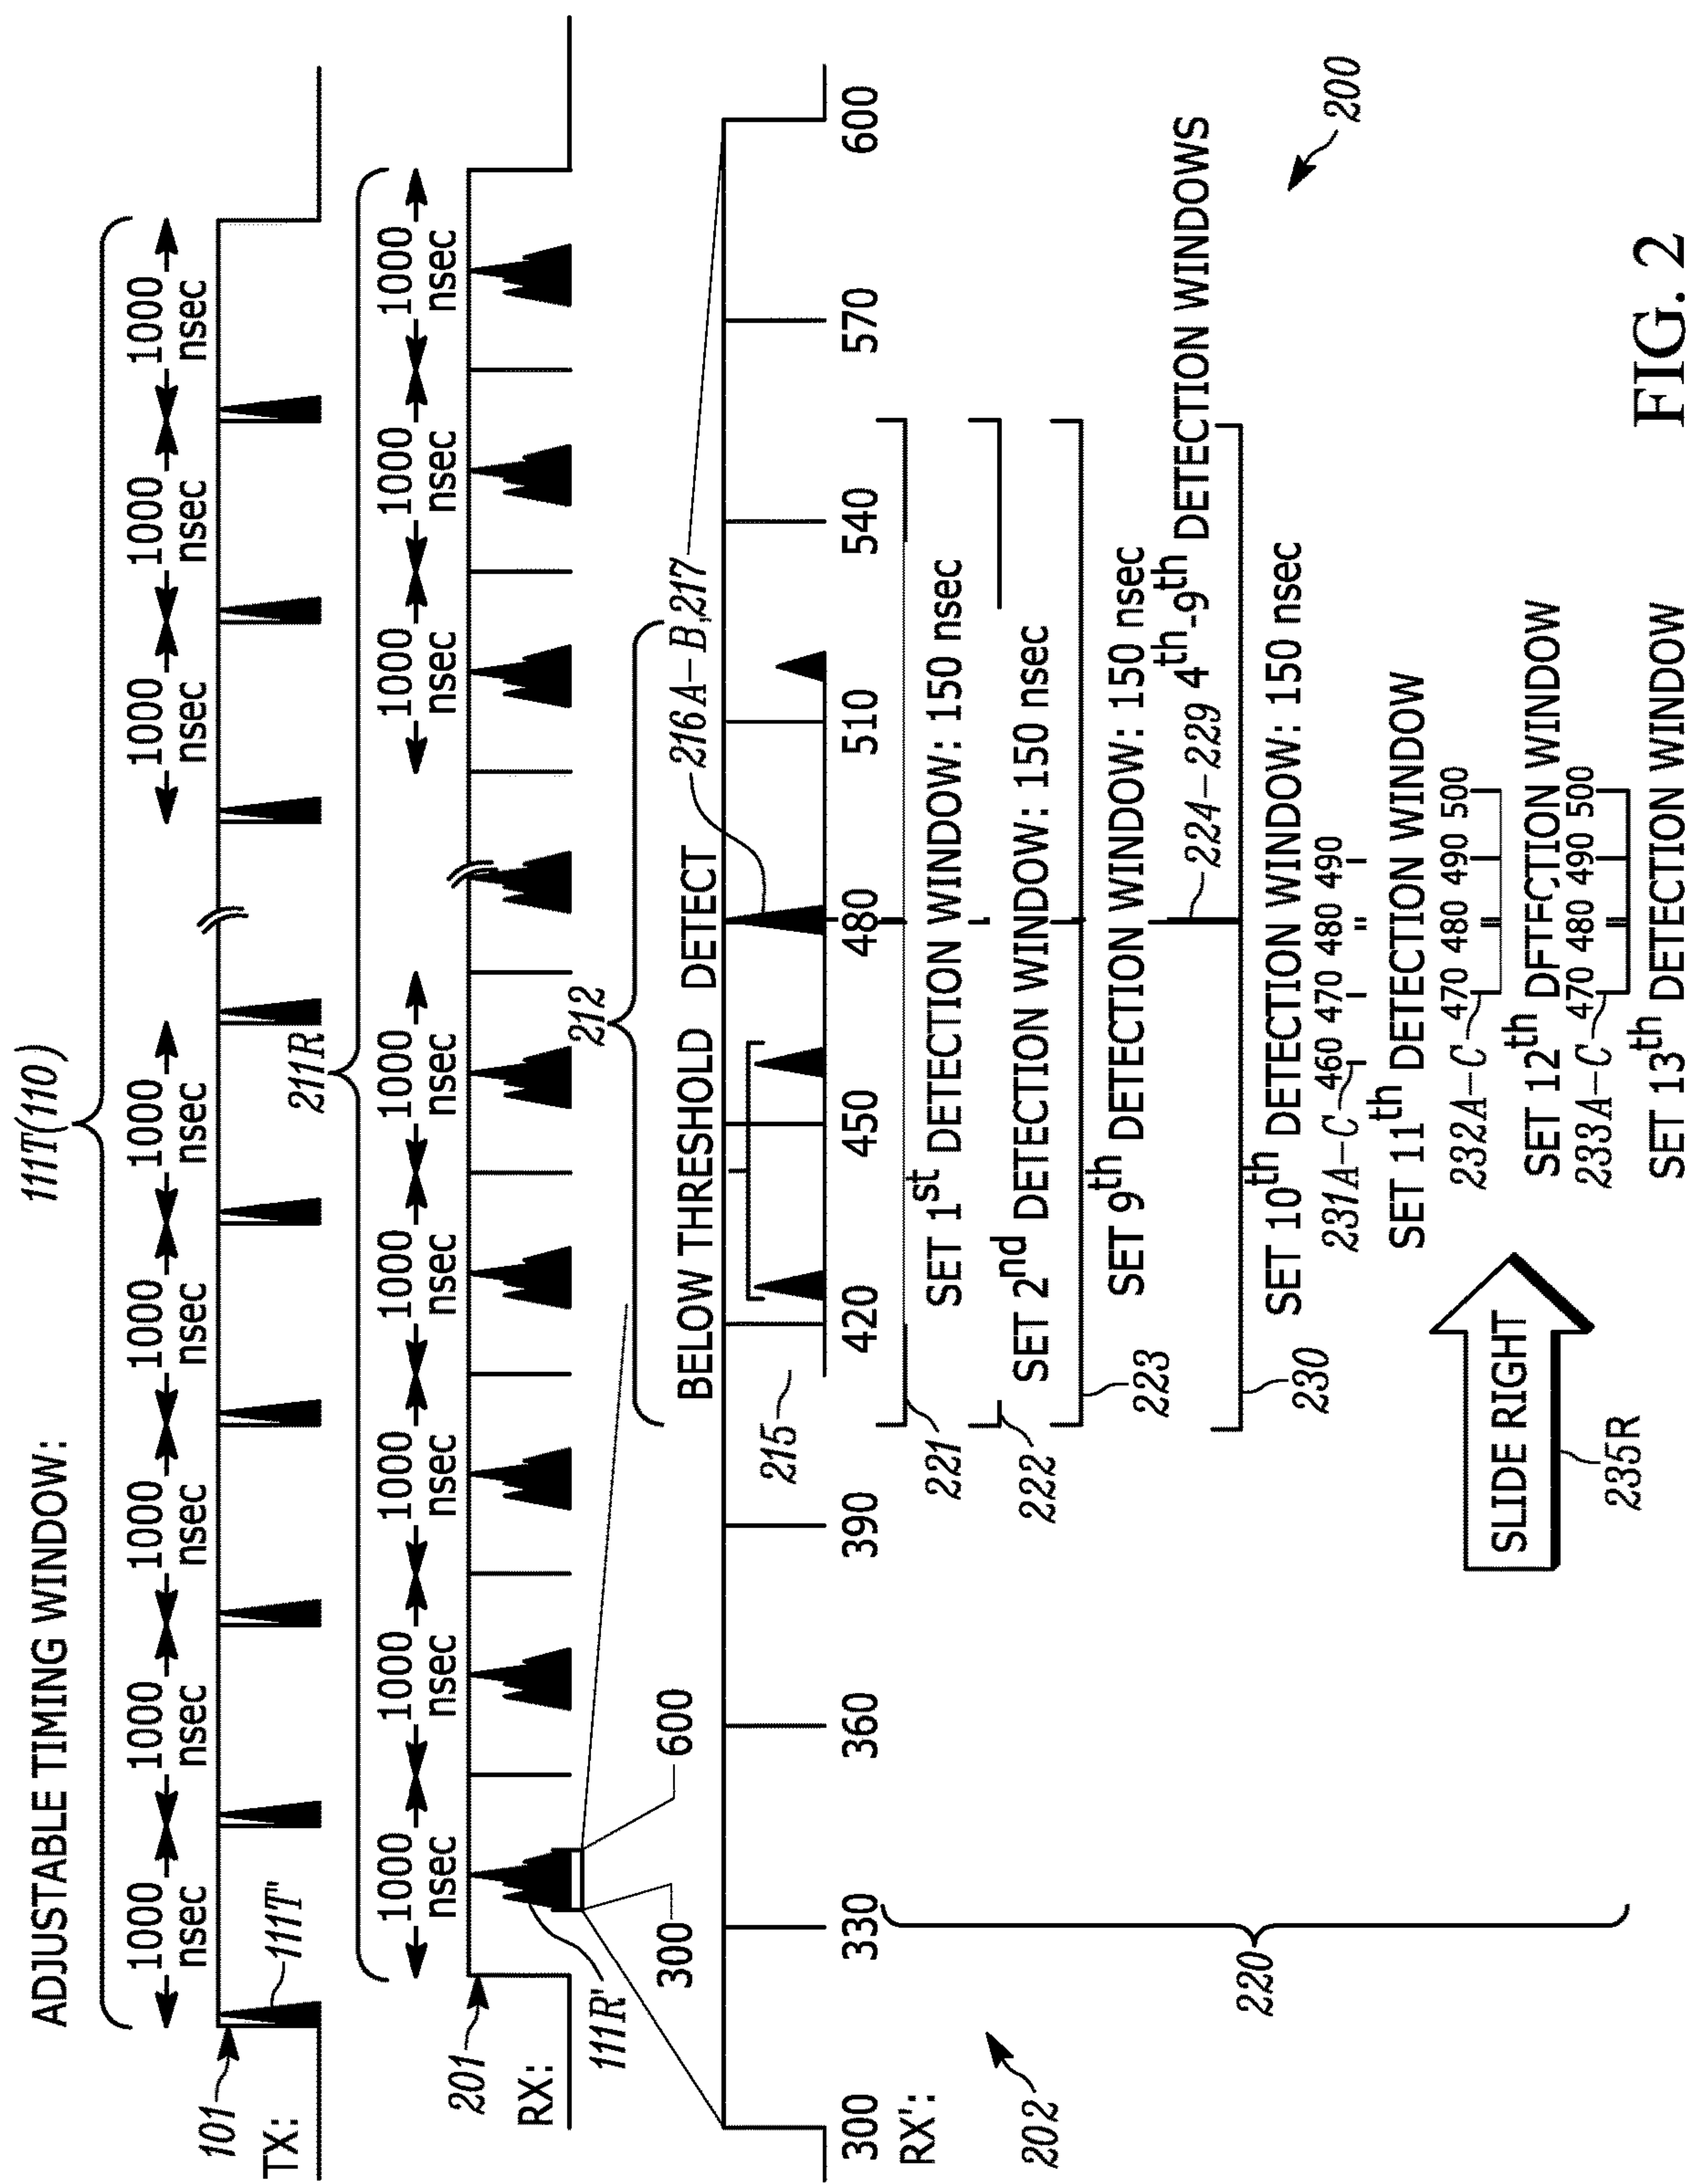 ADJUSTABLE TIMING WINDOW:
111T(110)
1000 nsec 1000 nsec 1000 nsec 1000 nsec 1000 nsec 1000 nsec 1000 nsec 1000 nsec
101
111T'
TX:
211R
1000 nsec 1000 nsec 1000 nsec 1000 nsec 1000 nsec 1000 nsec 1000 nsec 1000 nsec
201
RX:
111R'
300
600
212
BELOW THRESHOLD DETECT
216A-B,217
215
300 330 360 390 420 450 480 510 540 570 600
RX':
202
220
221
SET 1st DETECTION WINDOW: 150 nsec
222
SET 2nd DETECTION WINDOW: 150 nsec
223
SET 9th DETECTION WINDOW: 150 nsec
224-229 4th-9th DETECTION WINDOWS
230
SET 10th DETECTION WINDOW: 150 nsec
231A-C 460 470 480 490
SET 11th DETECTION WINDOW
232A-C 470 480 490 500
SET 12th DETECTION WINDOW
233A-C 470 480 490 500
SET 13th DETECTION WINDOW
SLIDE RIGHT
235R
200
FIG. 2